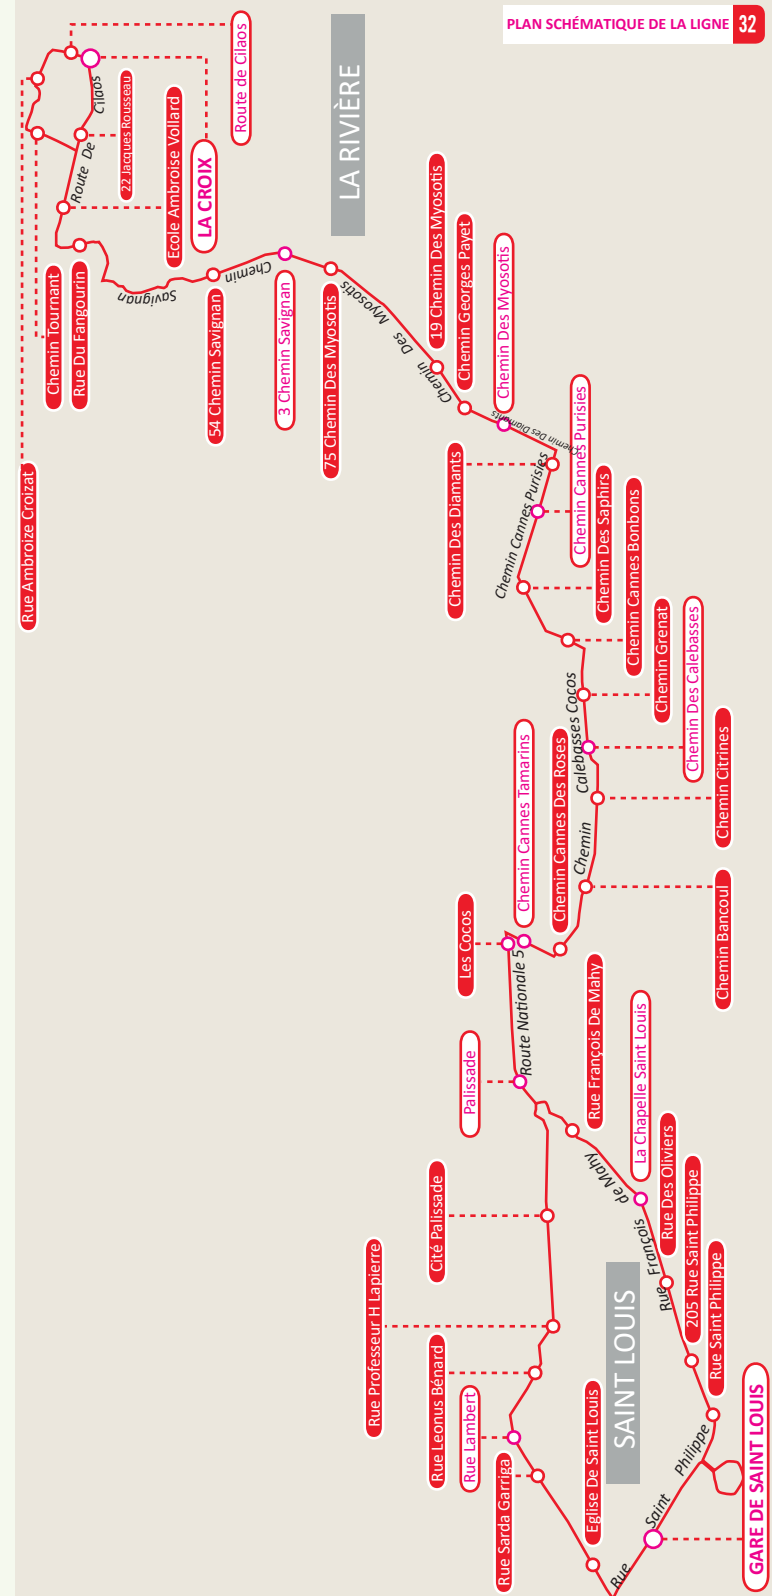 PLAN SCHÉMATIQUE DE LA LIGNE 32
LA RIVIÈRE
Route de Cilaos
LA CROIX
22 Jacques Rousseau
Ecole Ambroise Vollard
Route De Cilaos
Chemin Tournant
Rue Du Fangourin
Rue Ambroize Croizat
Chemin Savignan
54 Chemin Savignan
3 Chemin Savignan
75 Chemin Des Myosotis
Chemin Des Myosotis
19 Chemin Des Myosotis
Chemin Georges Payet
Chemin Des Myosotis
Chemin Des Diamants
Chemin Des Diamants
Chemin Cannes Purisies
Chemin Cannes Purisies
Chemin Des Saphirs
Chemin Cannes Bonbons
Chemin Grenat
Chemin Des Calebasses
Chemin Citrines
Chemin Calebasses Cocos
Chemin Bancoul
Chemin Cannes Des Roses
Chemin Cannes Tamarins
Les Cocos
Route Nationale 5
Palissade
Rue François De Mahy
Rue François de Mahy
La Chapelle Saint Louis
Rue Des Oliviers
205 Rue Saint Philippe
Rue Saint Philippe
Cité Palissade
Rue Professeur H Lapierre
Rue Leonus Bénard
Rue Lambert
Rue Sarda Garriga
Eglise De Saint Louis
SAINT LOUIS
Rue Saint Philippe
GARE DE SAINT LOUIS